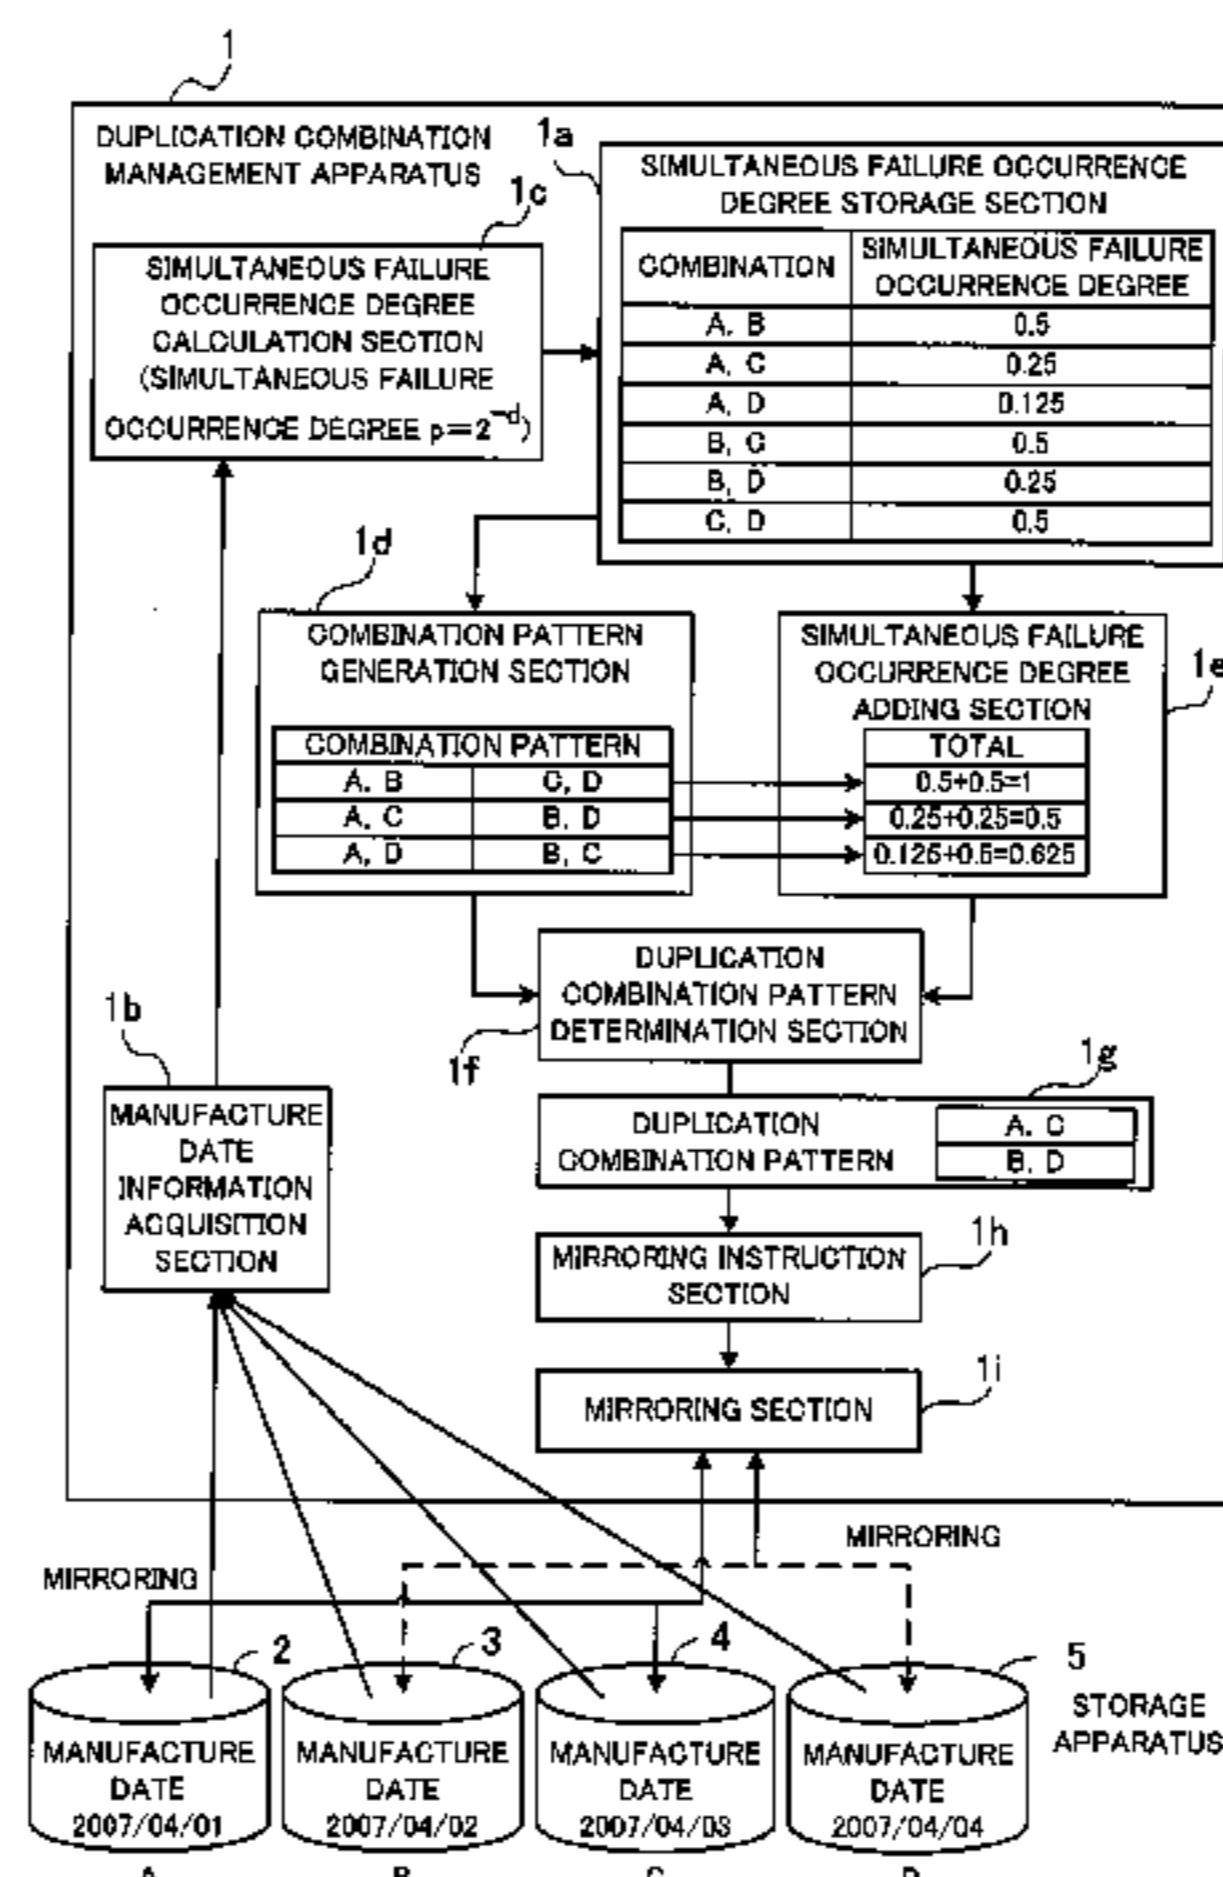 1
DUPLICATION COMBINATION
MANAGEMENT APPARATUS
1a
SIMULTANEOUS FAILURE OCCURRENCE
DEGREE STORAGE SECTION
COMBINATION
SIMULTANEOUS FAILURE
OCCURRENCE DEGREE
A, B 0.5
A, C 0.25
A, D 0.125
B, C 0.5
B, D 0.25
C, D 0.5
1c
SIMULTANEOUS FAILURE
OCCURRENCE DEGREE
CALCULATION SECTION
(SIMULTANEOUS FAILURE
OCCURRENCE DEGREE p=2^-d)
1d
COMBINATION PATTERN
GENERATION SECTION
COMBINATION PATTERN
A, B C, D
A, C B, D
A, D B, C
SIMULTANEOUS FAILURE
OCCURRENCE DEGREE
ADDING SECTION
1e
TOTAL
0.5+0.5=1
0.25+0.25=0.5
0.125+0.5=0.625
DUPLICATION
COMBINATION PATTERN
DETERMINATION SECTION
1f
1b
MANUFACTURE
DATE
INFORMATION
ACQUISITION
SECTION
1g
DUPLICATION
COMBINATION PATTERN
A, C
B, D
1h
MIRRORING INSTRUCTION
SECTION
1i
MIRRORING SECTION
MIRRORING
MIRRORING
2
MANUFACTURE
DATE
2007/04/01
A
3
MANUFACTURE
DATE
2007/04/02
B
4
MANUFACTURE
DATE
2007/04/03
C
5
MANUFACTURE
DATE
2007/04/04
D
STORAGE
APPARATUS